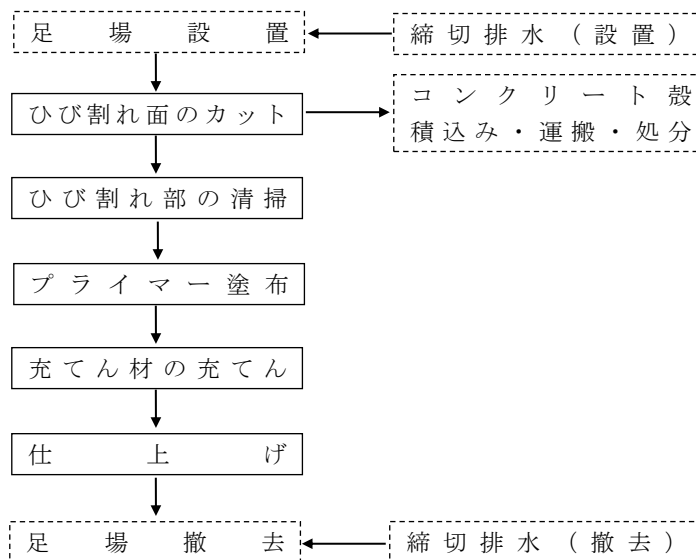 足場設置
締切排水（設置）
ひび割れ面のカット
コンクリート殻
積込み・運搬・処分
ひび割れ部の清掃
プライマー塗布
充てん材の充てん
仕上げ
足場撤去
締切排水（撤去）